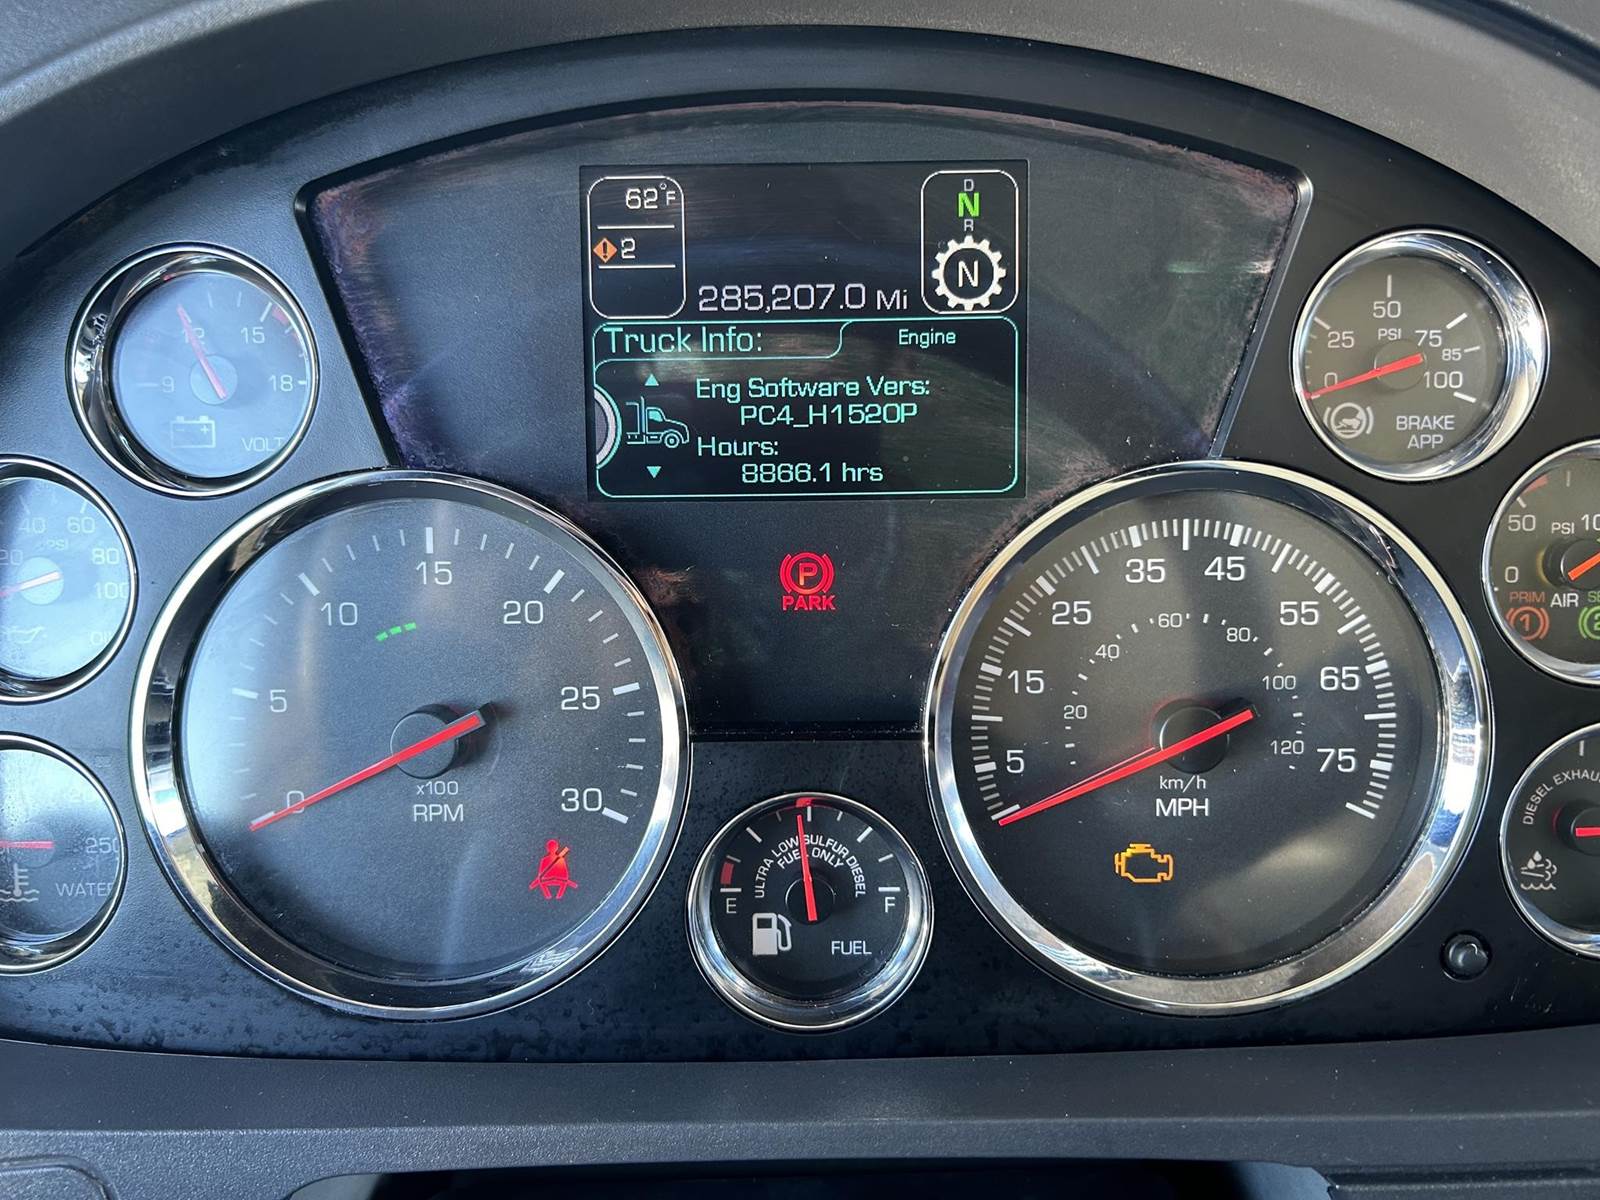 62°F
2
285,207.0 Mi
D
N
R
N
Truck Info:
Engine
Eng Software Vers:
PC4_H1520P
Hours:
8866.1 hrs
9
12
15
18
VOLT
20
40
60
80
100
PSI
OIL
250
WATER
0
5
10
15
20
25
30
x100
RPM
P
PARK
E
F
ULTRA LOW SULFUR DIESEL
FUEL ONLY
FUEL
5
15
25
35
45
55
65
75
20
40
60
80
100
120
km/h
MPH
0
25
50
75
85
100
PSI
BRAKE
APP
0
50
PSI
PRIM
AIR
1
2
DIESEL EXHAU